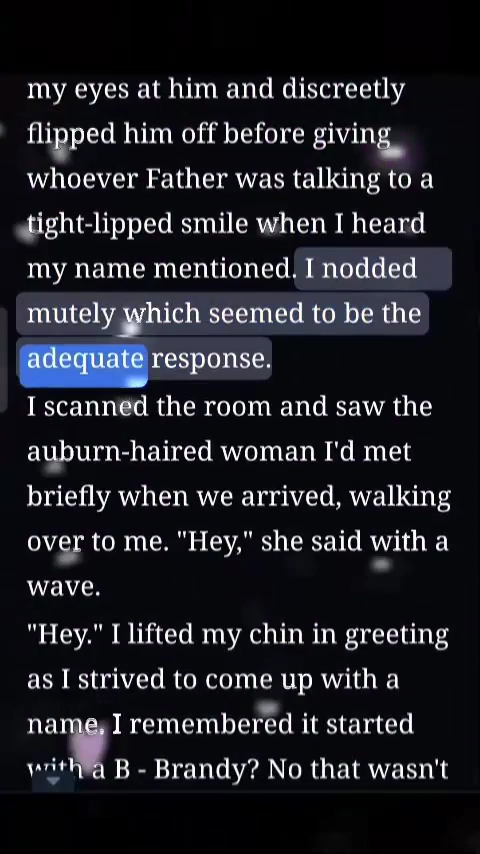 my eyes at him and discreetly
flipped him off before giving
whoever Father was talking to a
tight-lipped smile when I heard
my name mentioned. I nodded
mutely which seemed to be the
adequate response.
I scanned the room and saw the
auburn-haired woman I'd met
briefly when we arrived, walking
over to me. "Hey," she said with a
wave.
"Hey." I lifted my chin in greeting
as I strived to come up with a
name. I remembered it started
with a B - Brandy? No that wasn't